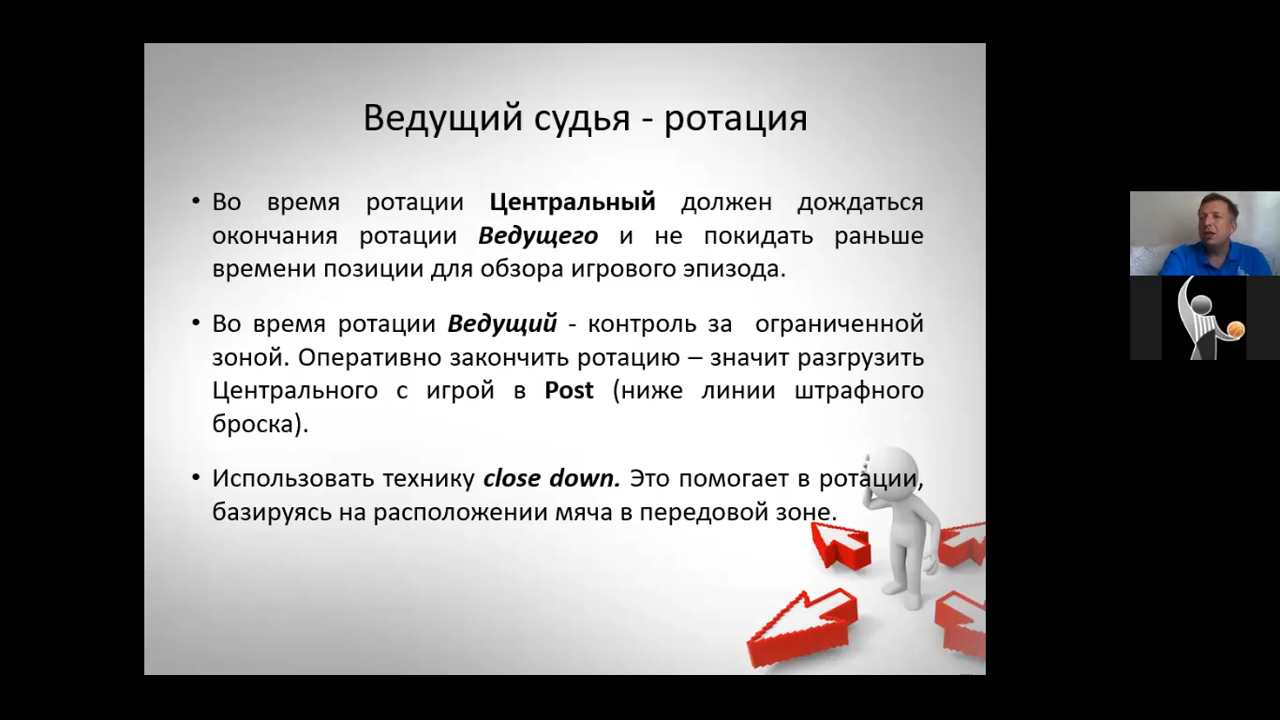 Ведущий судья - ротация
• Во время ротации Центральный должен дождаться
окончания ротации Ведущего и не покидать раньше
времени позиции для обзора игрового эпизода.
• Во время ротации Ведущий - контроль за ограниченной
зоной. Оперативно закончить ротацию – значит разгрузить
Центрального с игрой в Post (ниже линии штрафного
броска).
• Использовать технику close down. Это помогает в ротации,
базируясь на расположении мяча в передовой зоне.